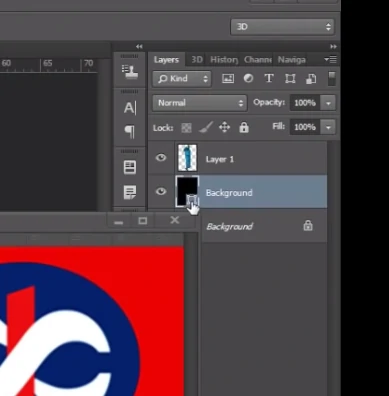 3D
60 65 70
Layers 3D History Chann Naviga
Kind
Normal Opacity: 100%
Lock: Fill: 100%
A
Layer 1
Background
Background